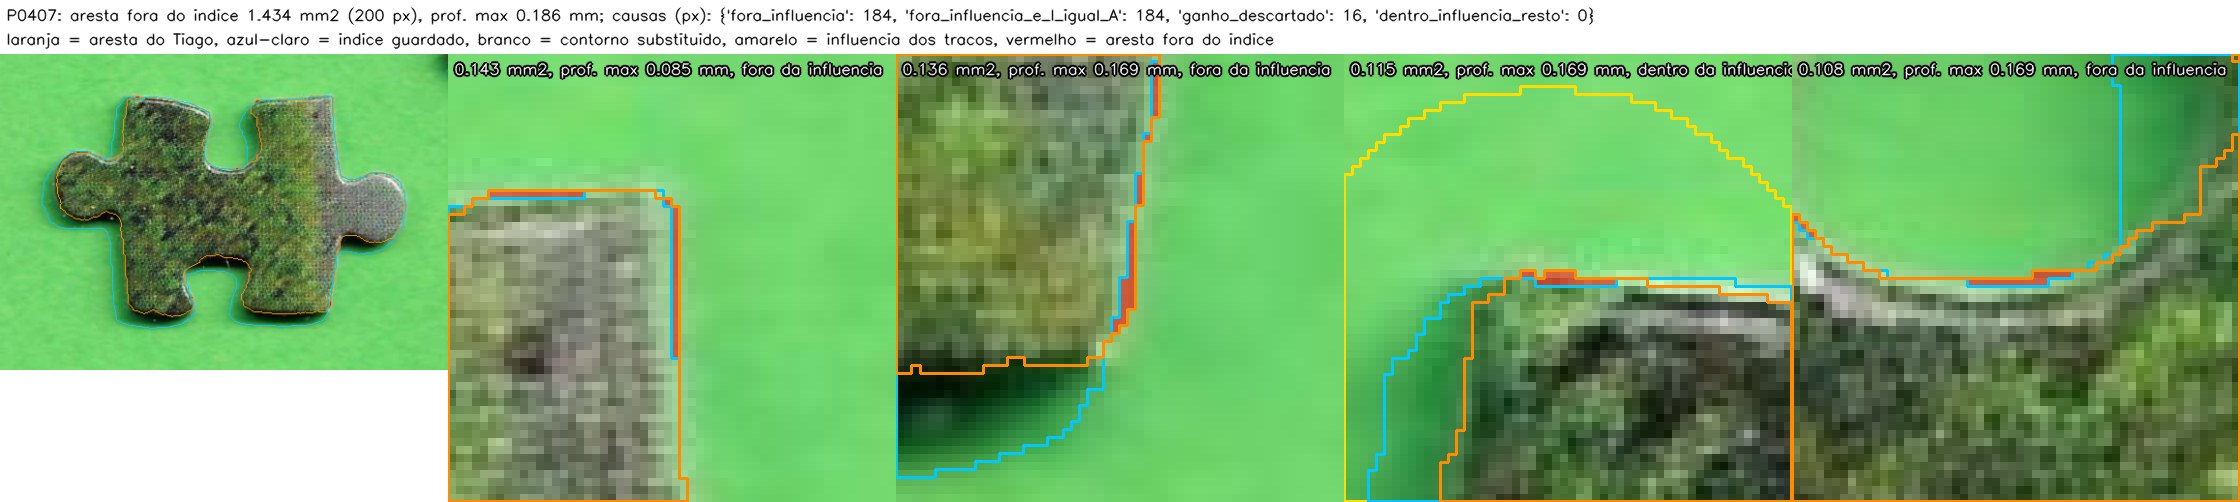 P0407: aresta fora do indice 1.434 mm2 (200 px), prof. max 0.186 mm; causas (px): {'fora_influencia': 184, 'fora_influencia_e_I_igual_A': 184, 'ganho_descartado': 16, 'dentro_influencia_resto': 0}
laranja = aresta do Tiago, azul-claro = indice guardado, branco = contorno substituido, amarelo = influencia dos tracos, vermelho = aresta fora do indice
0.143 mm2, prof. max 0.085 mm, fora da influencia
0.136 mm2, prof. max 0.169 mm, fora da influencia
0.115 mm2, prof. max 0.169 mm, dentro da influenci
0.108 mm2, prof. max 0.169 mm, fora da influencia